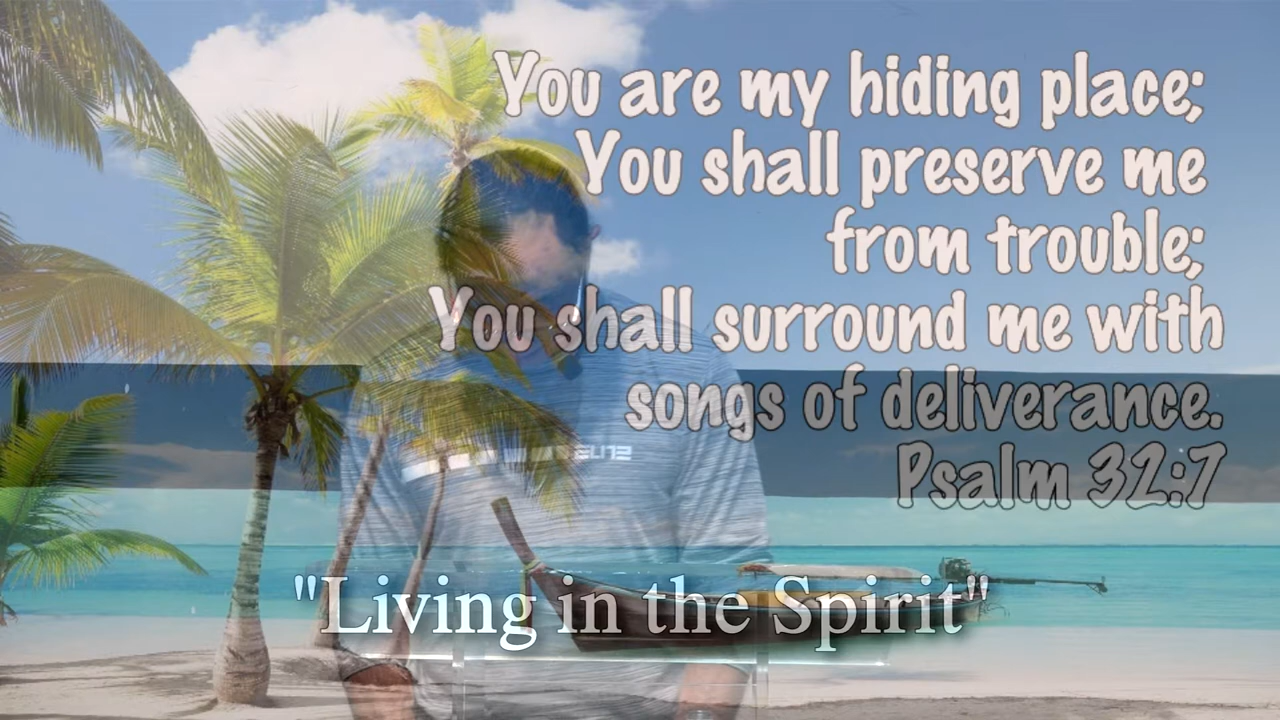 You are my hiding place;
You shall preserve me
from trouble;
You shall surround me with
songs of deliverance.
Psalm 32:7
"Living in the Spirit"